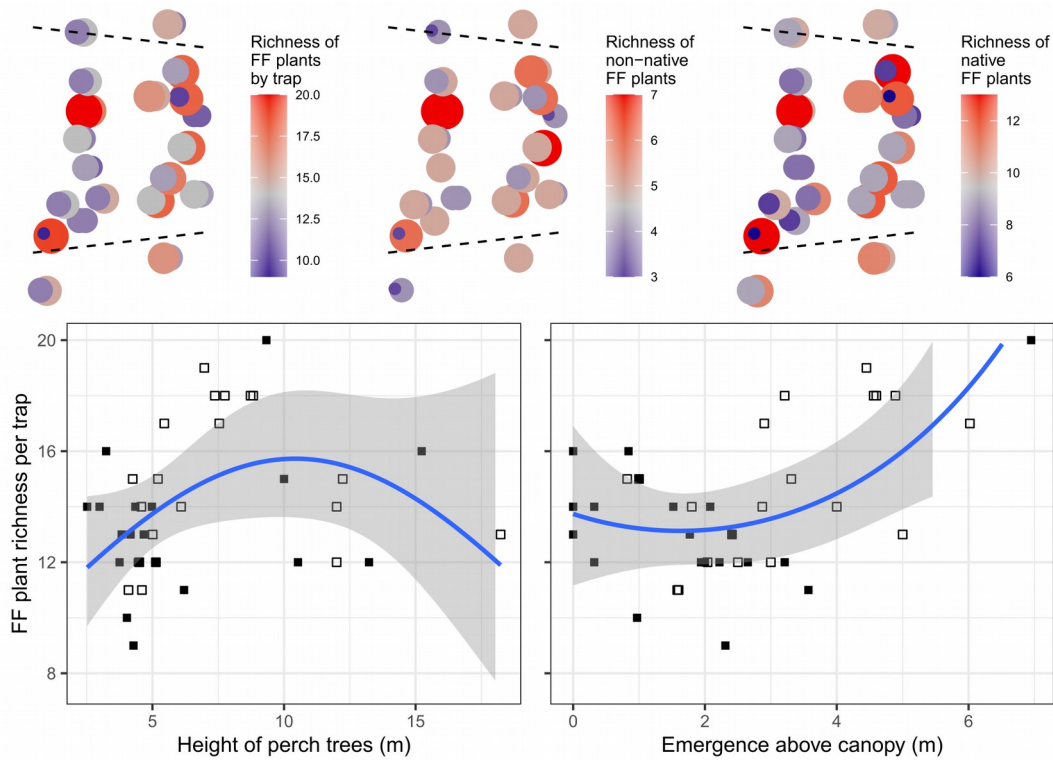 Richness of
FF plants
by trap
20.0
17.5
15.0
12.5
10.0
Richness of
non−native
FF plants
7
6
5
4
3
Richness of
native
FF plants
12
10
8
6
FF plant richness per trap
20
16
12
8
5
10
15
Height of perch trees (m)
0
2
4
6
Emergence above canopy (m)